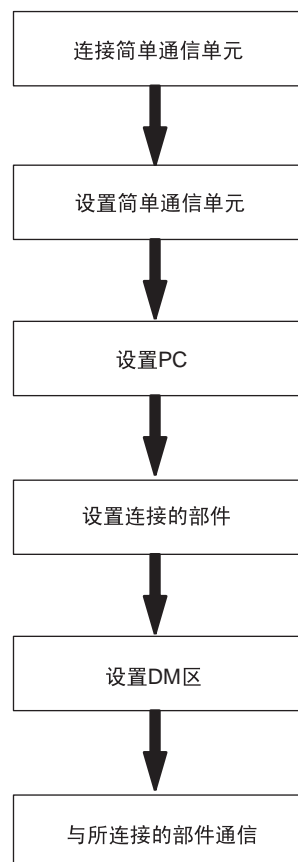 连接简单通信单元
设置简单通信单元
设置PC
设置连接的部件
设置DM区
与所连接的部件通信